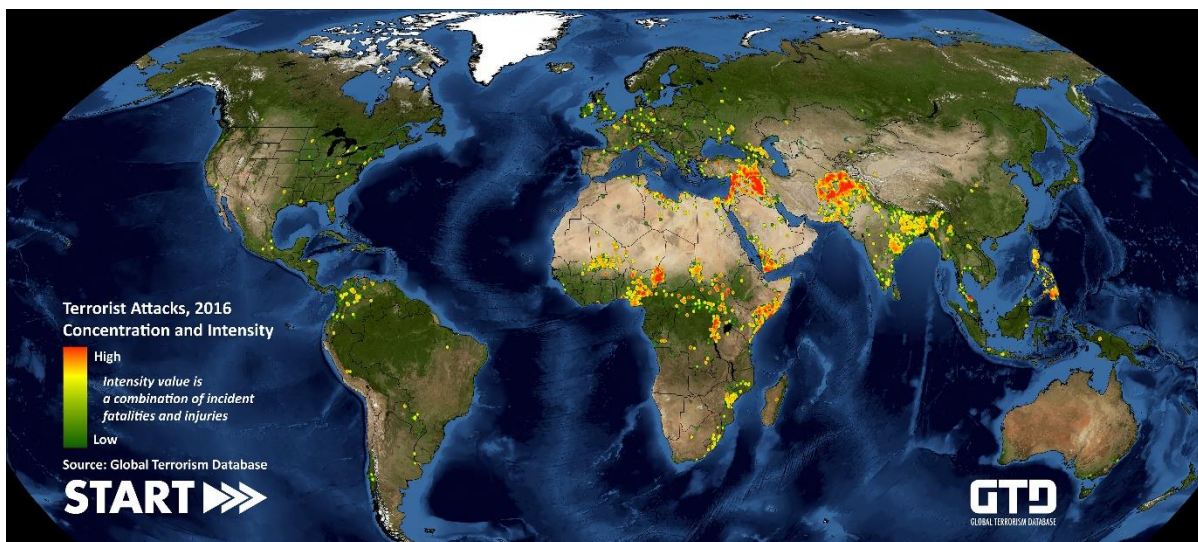 Terrorist Attacks, 2016
Concentration and Intensity
High
Intensity value is
a combination of incident
fatalities and injuries
Low
Source: Global Terrorism Database
START
GTD
GLOBAL TERRORISM DATABASE